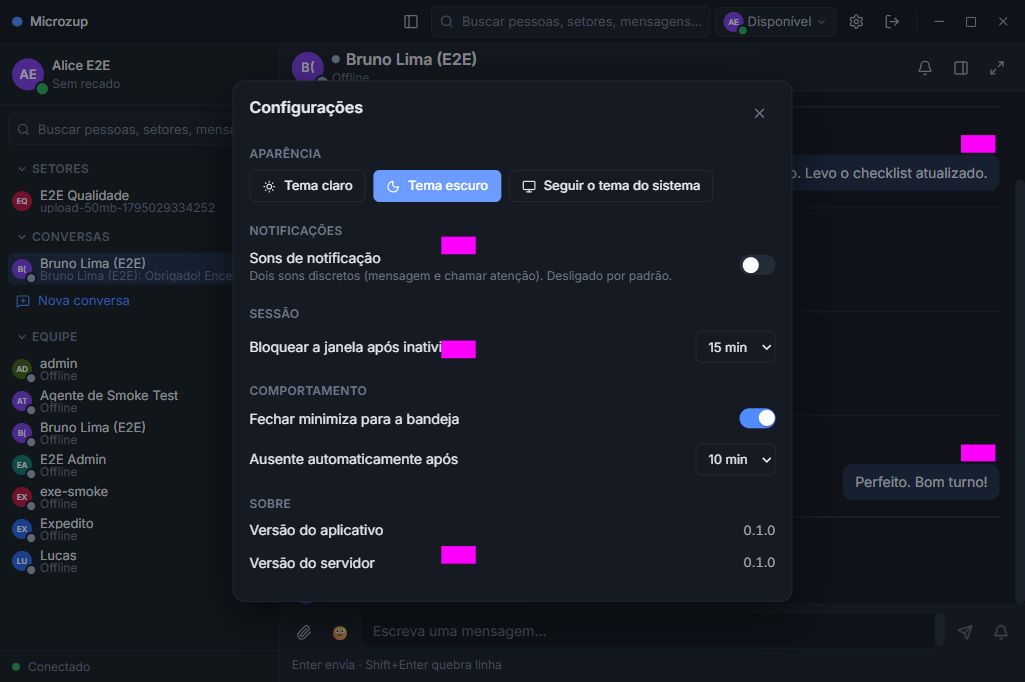 Microzup
Buscar pessoas, setores, mensagens...
AE
Disponível
AE
Alice E2E
Sem recado
B(
Bruno Lima (E2E)
Offline
Buscar pessoas, setores, mensa
SETORES
EQ
E2E Qualidade
upload-50mb-1795029334252
CONVERSAS
B(
Bruno Lima (E2E)
Bruno Lima (E2E): Obrigado! Ence
Nova conversa
EQUIPE
AD
admin
Offline
AT
Agente de Smoke Test
Offline
B(
Bruno Lima (E2E)
Offline
EA
E2E Admin
Offline
EX
exe-smoke
Offline
EX
Expedito
Offline
LU
Lucas
Offline
Conectado
Configurações
APARÊNCIA
Tema claro
Tema escuro
Seguir o tema do sistema
NOTIFICAÇÕES
Sons de notificação
Dois sons discretos (mensagem e chamar atenção). Desligado por padrão.
SESSÃO
Bloquear a janela após inativi
15 min
COMPORTAMENTO
Fechar minimiza para a bandeja
Ausente automaticamente após
10 min
SOBRE
Versão do aplicativo
0.1.0
Versão do servidor
0.1.0
o. Levo o checklist atualizado.
Perfeito. Bom turno!
Escreva uma mensagem...
Enter envia · Shift+Enter quebra linha